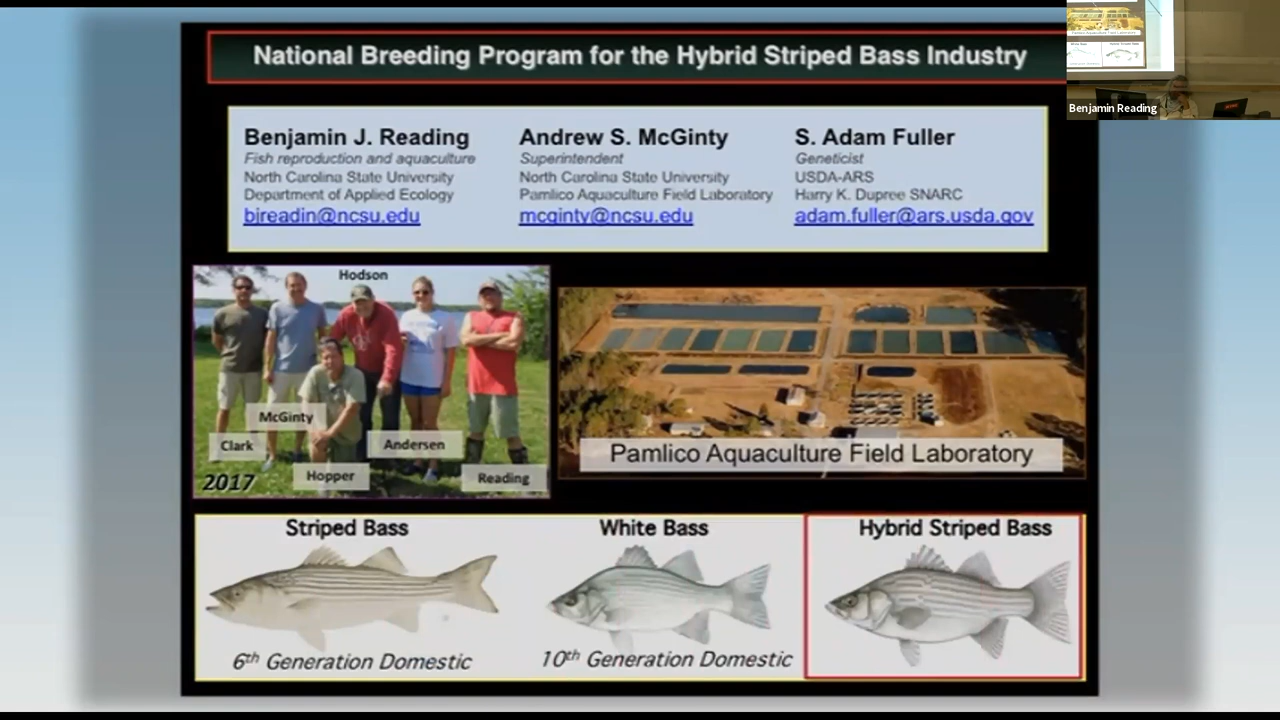 National Breeding Program for the Hybrid Striped Bass Industry
Benjamin J. Reading
Fish reproduction and aquaculture
North Carolina State University
Department of Applied Ecology
bjreadin@ncsu.edu
Andrew S. McGinty
Superintendent
North Carolina State University
Pamlico Aquaculture Field Laboratory
mcginty@ncsu.edu
S. Adam Fuller
Geneticist
USDA-ARS
Harry K. Dupree SNARC
adam.fuller@ars.usda.gov
Benjamin Reading
Hodson
McGinty
Clark
Andersen
Hopper
Reading
2017
Pamlico Aquaculture Field Laboratory
Striped Bass
White Bass
Hybrid Striped Bass
6th Generation Domestic
10th Generation Domestic